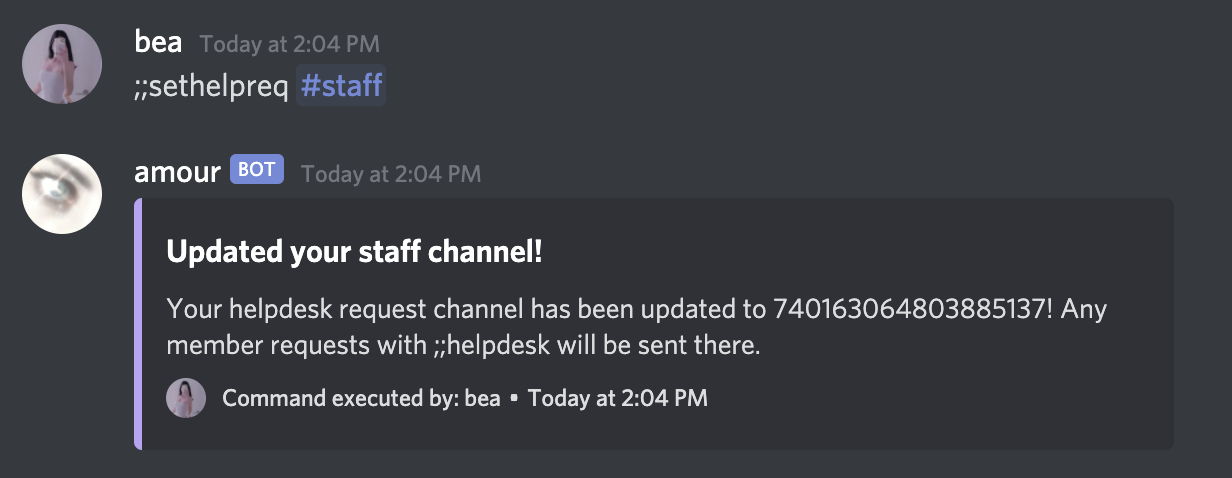 bea Today at 2:04 PM
;;sethelpreq #staff
amour BOT Today at 2:04 PM
Updated your staff channel!
Your helpdesk request channel has been updated to 740163064803885137! Any
member requests with ;;helpdesk will be sent there.
Command executed by: bea • Today at 2:04 PM